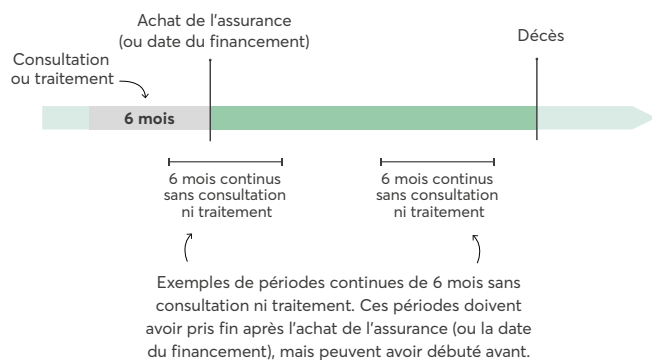 Achat de l'assurance
(ou date du financement)
Décès
Consultation
ou traitement
6 mois
6 mois continus
sans consultation
ni traitement
6 mois continus
sans consultation
ni traitement
Exemples de périodes continues de 6 mois sans
consultation ni traitement. Ces périodes doivent
avoir pris fin après l'achat de l'assurance (ou la date
du financement), mais peuvent avoir débuté avant.